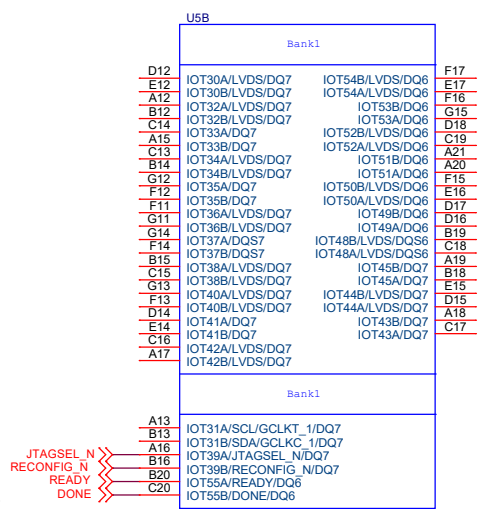 U5B
Bank1
D12 IOT30A/LVDS/DQ7 IOT54B/LVDS/DQ6 F17
E12 IOT30B/LVDS/DQ7 IOT54A/LVDS/DQ6 E17
A12 IOT32A/LVDS/DQ7 IOT53B/DQ6 F16
B12 IOT32B/LVDS/DQ7 IOT53A/DQ6 G15
C14 IOT33A/DQ7 IOT52B/LVDS/DQ6 D18
A15 IOT33B/DQ7 IOT52A/LVDS/DQ6 C19
C13 IOT34A/LVDS/DQ7 IOT51B/DQ6 A21
B14 IOT34B/LVDS/DQ7 IOT51A/DQ6 A20
G12 IOT35A/DQ7 IOT50B/LVDS/DQ6 F15
F12 IOT35B/DQ7 IOT50A/LVDS/DQ6 E16
F11 IOT36A/LVDS/DQ7 IOT49B/DQ6 D17
G11 IOT36B/LVDS/DQ7 IOT49A/DQ6 D16
G14 IOT37A/DQS7 IOT48B/LVDS/DQS6 B19
F14 IOT37B/DQS7 IOT48A/LVDS/DQS6 C18
B15 IOT38A/LVDS/DQ7 IOT45B/DQ7 A19
C15 IOT38B/LVDS/DQ7 IOT45A/DQ7 B18
G13 IOT40A/LVDS/DQ7 IOT44B/LVDS/DQ7 E15
F13 IOT40B/LVDS/DQ7 IOT44A/LVDS/DQ7 D15
D14 IOT41A/DQ7 IOT43B/DQ7 A18
E14 IOT41B/DQ7 IOT43A/DQ7 C17
C16 IOT42A/LVDS/DQ7
A17 IOT42B/LVDS/DQ7
Bank1
A13 IOT31A/SCL/GCLKT_1/DQ7
B13 IOT31B/SDA/GCLKC_1/DQ7
JTAGSEL_N A16 IOT39A/JTAGSEL_N/DQ7
RECONFIG_N B16 IOT39B/RECONFIG_N/DQ7
READY B20 IOT55A/READY/DQ6
DONE C20 IOT55B/DONE/DQ6